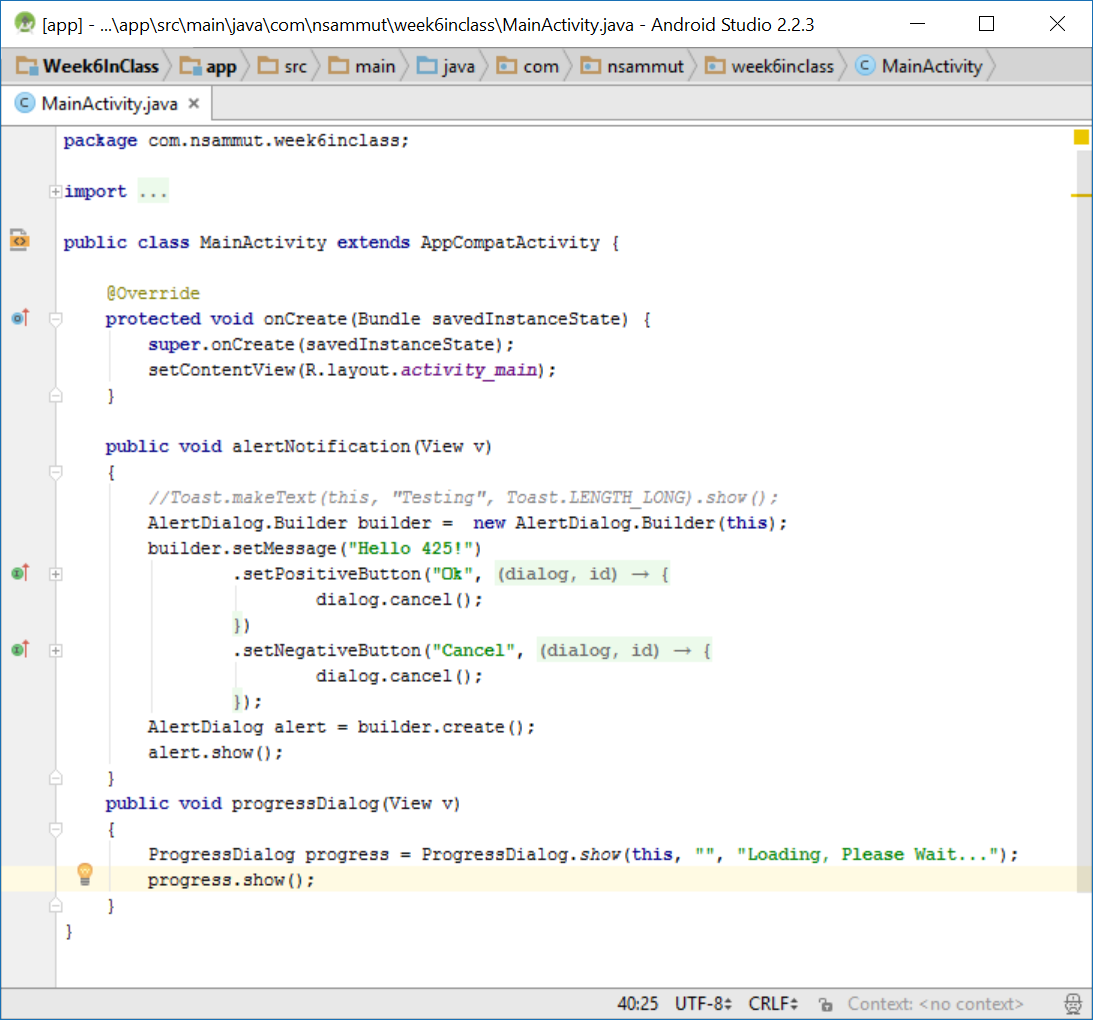 [app] - ...\app\src\main\java\com\nsammut\week6inclass\MainActivity.java - Android Studio 2.2.3
Week6InClass app src main java com nsammut week6inclass MainActivity
MainActivity.java
package com.nsammut.week6inclass;
import ...
public class MainActivity extends AppCompatActivity {
@Override
protected void onCreate(Bundle savedInstanceState) {
super.onCreate(savedInstanceState);
setContentView(R.layout.activity_main);
}
public void alertNotification(View v)
{
//Toast.makeText(this, "Testing", Toast.LENGTH_LONG).show();
AlertDialog.Builder builder =  new AlertDialog.Builder(this);
builder.setMessage("Hello 425!")
.setPositiveButton("Ok", (dialog, id) → {
dialog.cancel();
})
.setNegativeButton("Cancel", (dialog, id) → {
dialog.cancel();
});
AlertDialog alert = builder.create();
alert.show();
}
public void progressDialog(View v)
{
ProgressDialog progress = ProgressDialog.show(this, "", "Loading, Please Wait...");
progress.show();
}
}
40:25 UTF-8 CRLF Context: <no context>